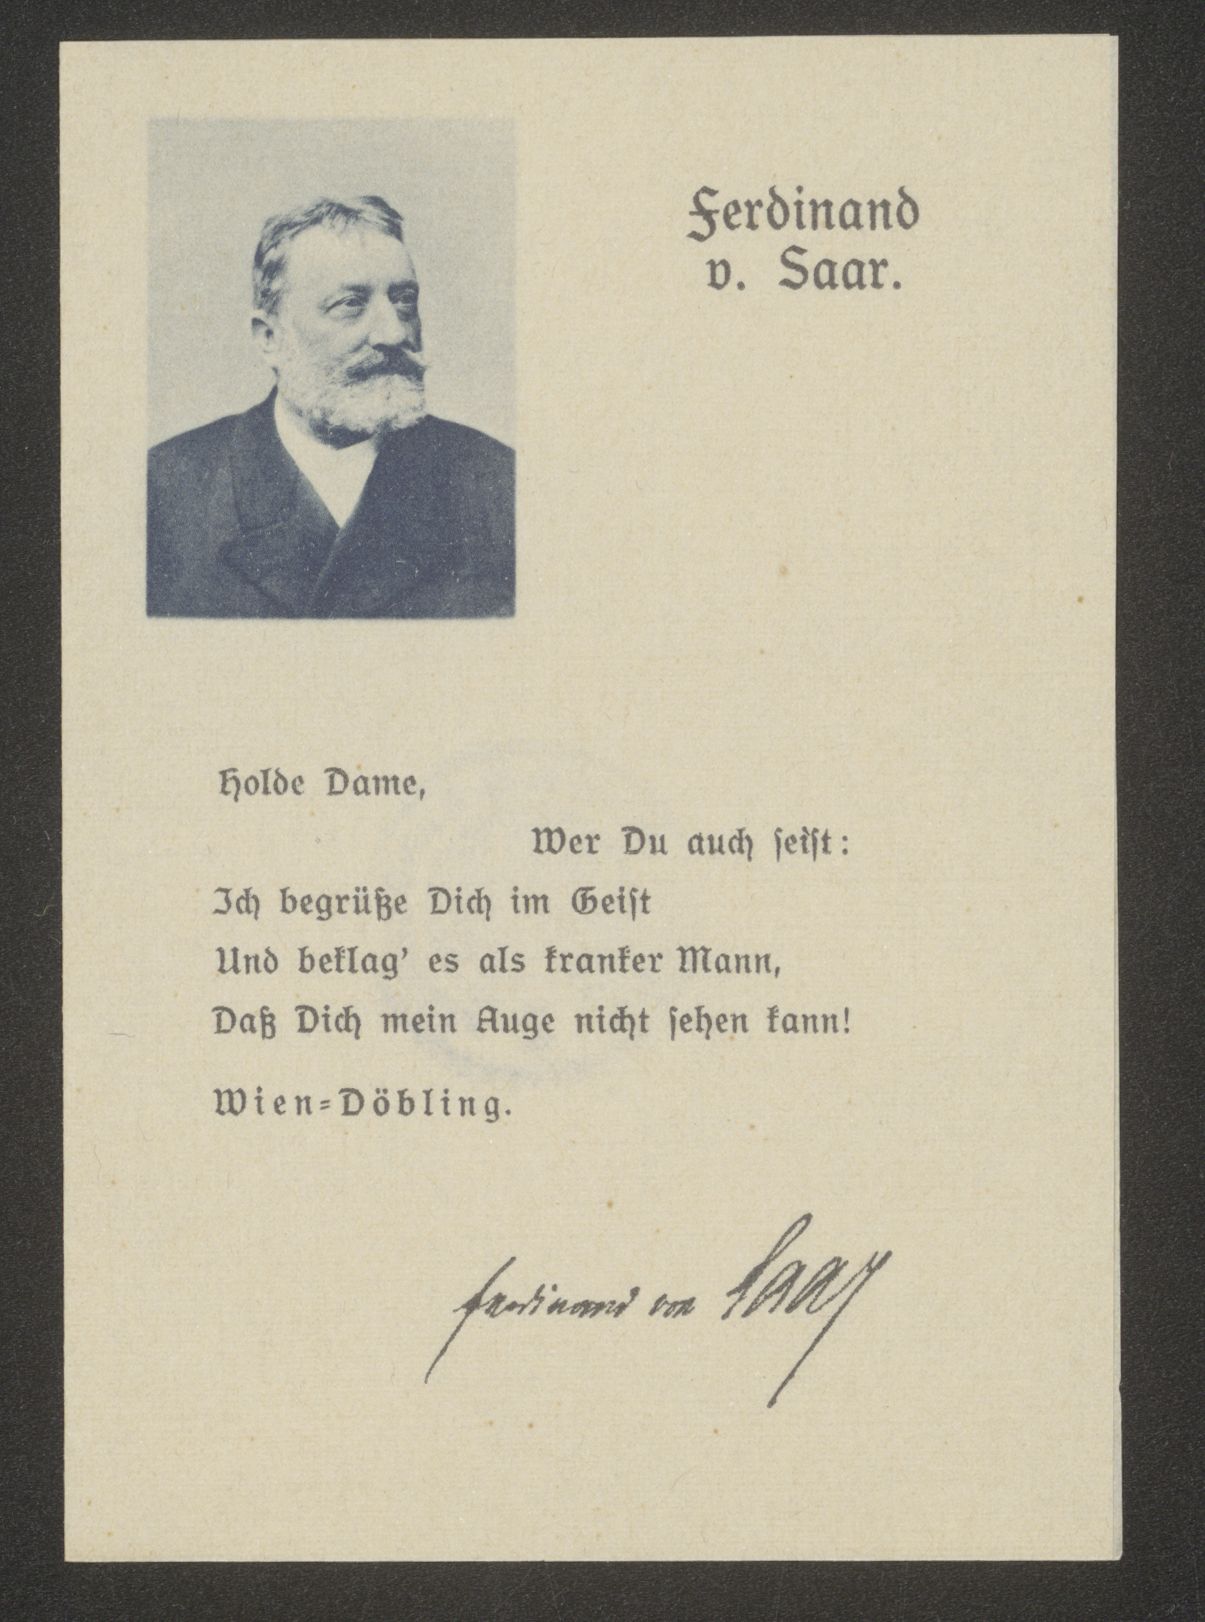 Ferdinand
v. Saar.
Holde Dame,
Wer Du auch seist:
Ich begrüße Dich im Geist
Und beklag' es als kranker Mann,
Daß Dich mein Auge nicht sehen kann!
Wien=Döbling.
Ferdinand von Saar